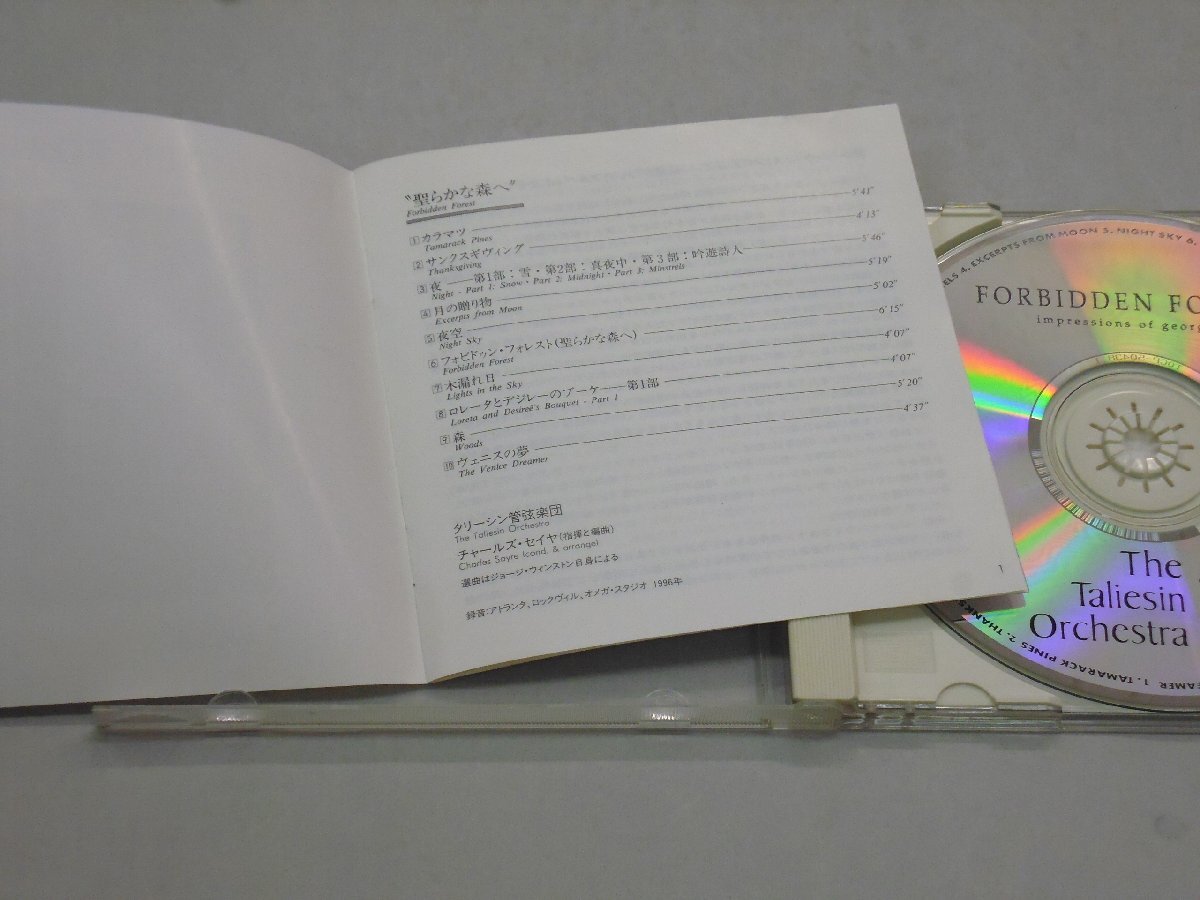 “聖らかな森へ”
Forbidden Forest
1 カラマツ 5'41"
Tamarack Pines
2 サンクスギヴィング 4'13"
Thanksgiving
3 夜——第1部：雪・第2部：真夜中・第3部：吟遊詩人 5'46"
Night - Part 1: Snow・Part 2: Midnight・Part 3: Minstrels
4 月の贈り物 5'19"
Excerpts from Moon
5 夜空 5'02"
Night Sky
6 フォビドゥン・フォレスト(聖らかな森へ) 6'15"
Forbidden Forest
7 木漏れ日 4'07"
Lights in the Sky
8 ロレータとデジレーのブーケ——第1部 4'07"
Loreta and Desireé's Bouquet - Part 1
9 森 5'20"
Woods
10 ヴェニスの夢 4'37"
The Venice Dreamer
タリーシン管弦楽団
The Taliesin Orchestra
チャールズ・セイヤ(指揮と編曲)
Charles Sayre (cond. & arrange)
選曲はジョージ・ウィンストン自身による
録音：アトランタ、ロックヴィル、オメガ・スタジオ 1996年
1
ELS 4. EXCERPTS FROM MOON 5. NIGHT SKY 6.
FORBIDDEN FO
impressions of georg
The
Taliesin
Orchestra
EAMER 1. TAMARACK PINES 2. THANKS